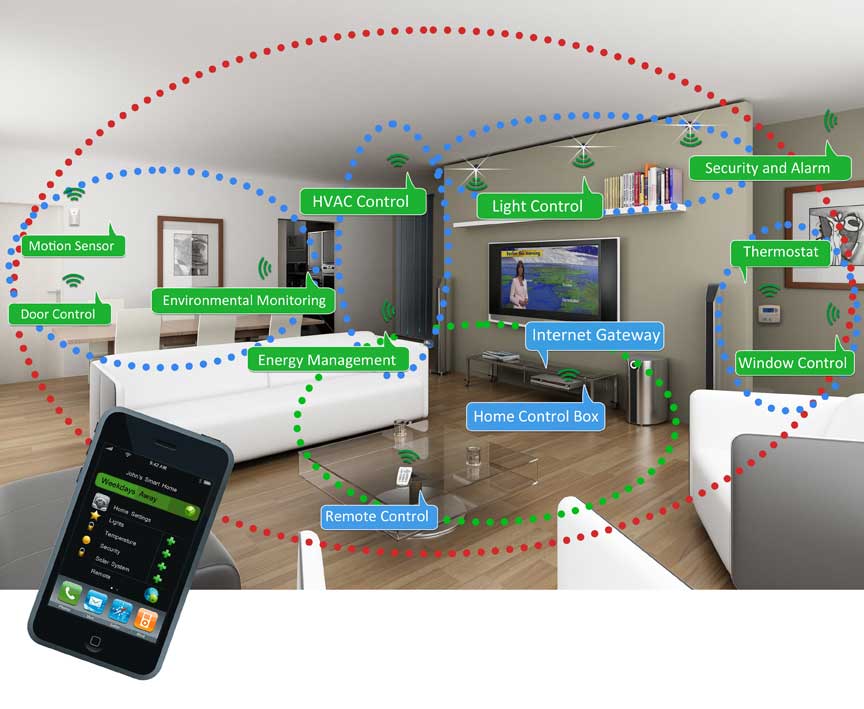 Security and Alarm
HVAC Control
Light Control
Motion Sensor
Thermostat
Environmental Monitoring
Door Control
Internet Gateway
Energy Management
Window Control
Home Control Box
Remote Control
9:42 AM
John's Smart Home
Weekdays Away
Home Settings
Lights
Temperature
Security
Solar System
Remote